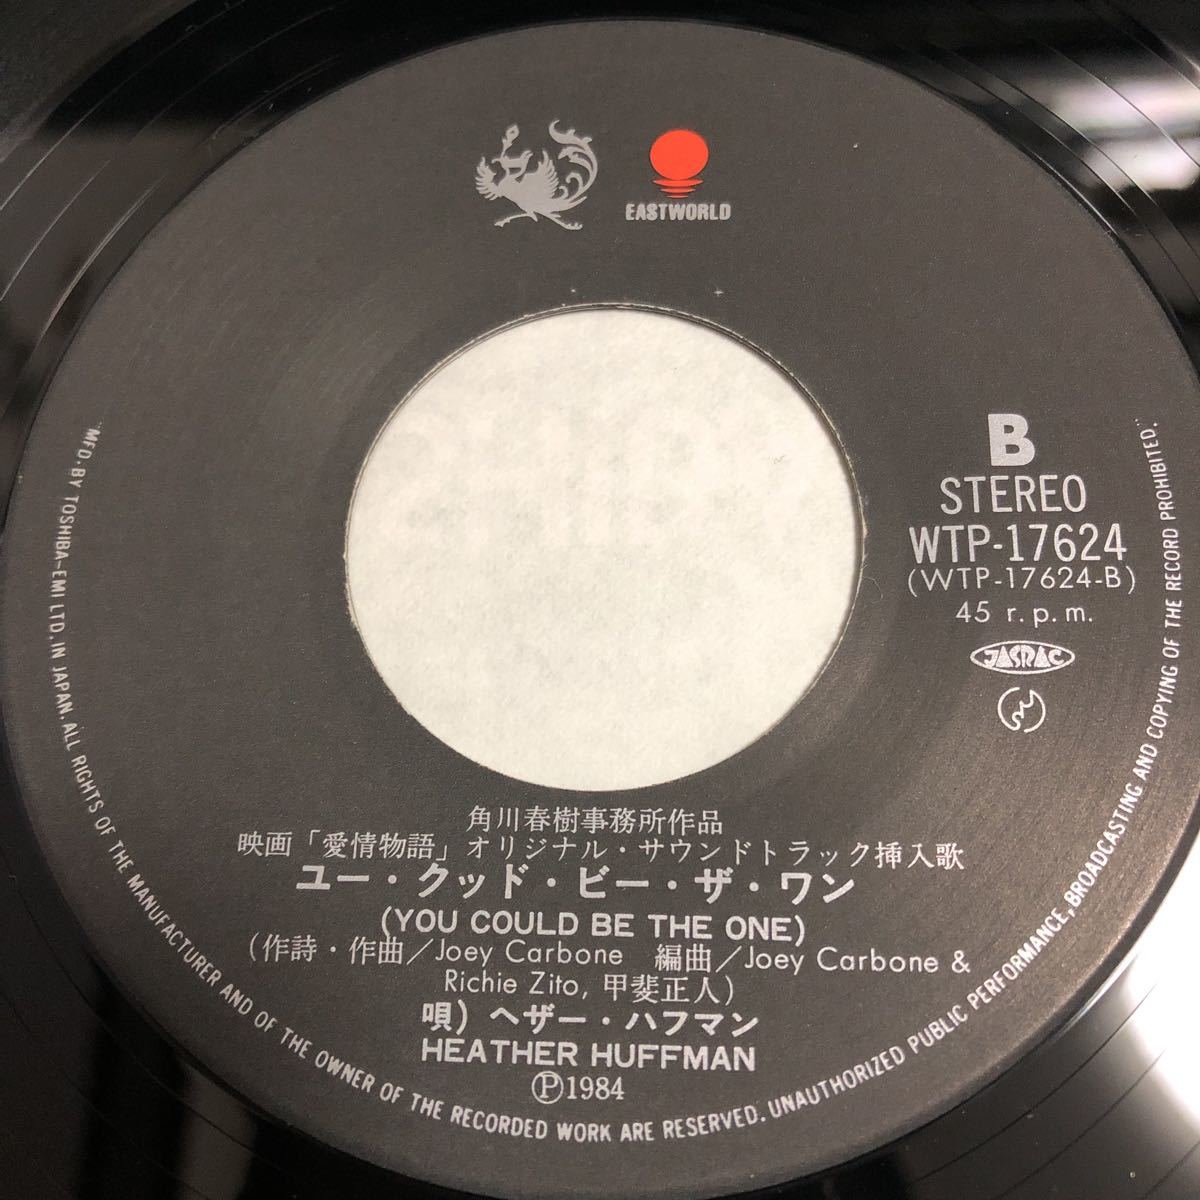 EASTWORLD
B
STEREO
WTP-17624
(WTP-17624-B)
45 r.p.m.
JASRAC
角川春樹事務所作品
映画「愛情物語」オリジナル・サウンドトラック挿入歌
ユー・クッド・ビー・ザ・ワン
(YOU COULD BE THE ONE)
(作詩・作曲/Joey Carbone 編曲/Joey Carbone &
Richie Zito, 甲斐正人)
唄) ヘザー・ハフマン
HEATHER HUFFMAN
Ⓟ1984
"MFD. BY TOSHIBA-EMI LTD. IN JAPAN. ALL RIGHTS OF THE MANUFACTURER AND OF THE OWNER OF THE RECORDED WORK ARE RESERVED. UNAUTHORIZED PUBLIC PERFORMANCE, BROADCASTING AND COPYING OF THE RECORD PROHIBITED."